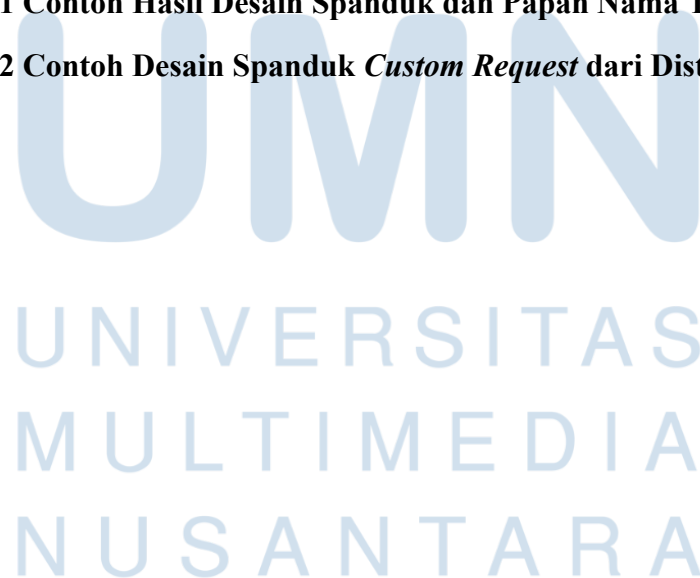 1 Contoh Hasil Desain Spanduk dan Papan Nama
2 Contoh Desain Spanduk Custom Request dari
UMN
UNIVERSITAS
MULTIMEDIA
NUSANTARA